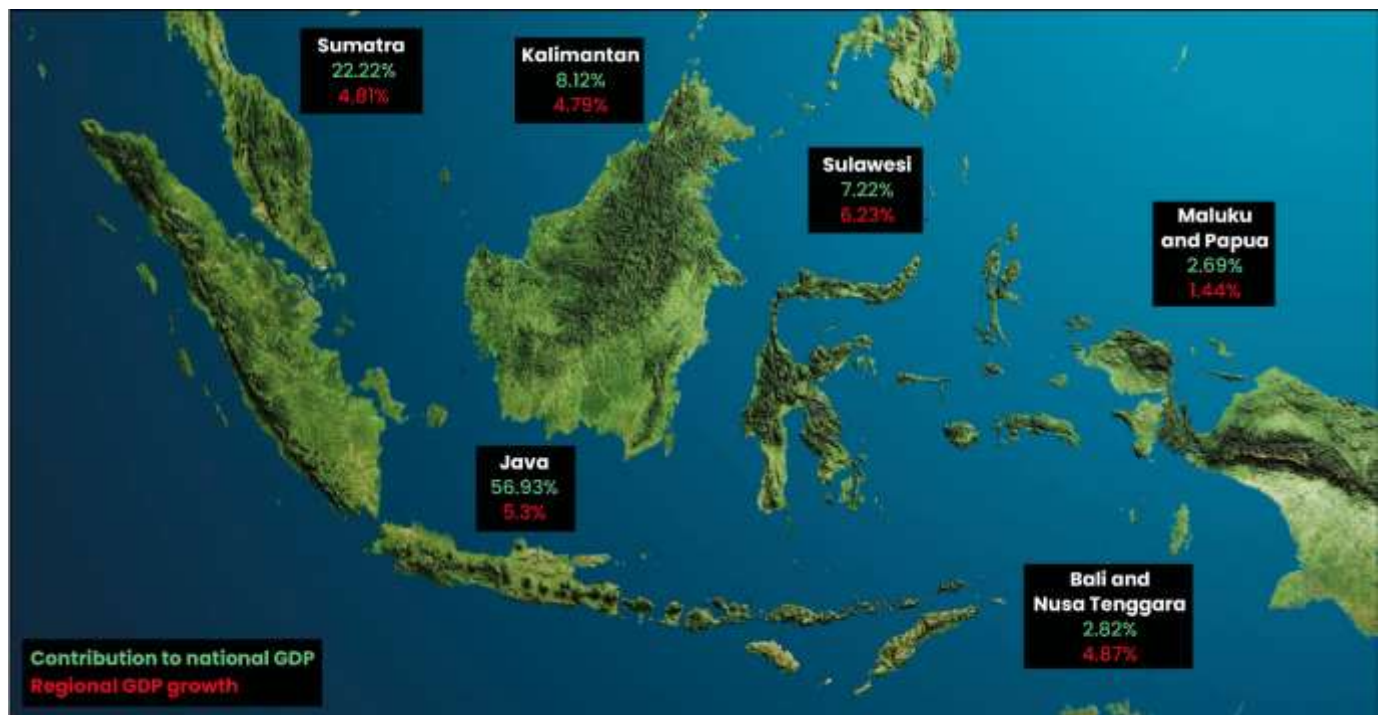 Sumatra
22.22%
4.81%
Kalimantan
8.12%
4.79%
Sulawesi
7.22%
6.23%
Maluku
and Papua
2.69%
1.44%
Java
56.93%
5.3%
Bali and
Nusa Tenggara
2.82%
4.87%
Contribution to national GDP
Regional GDP growth